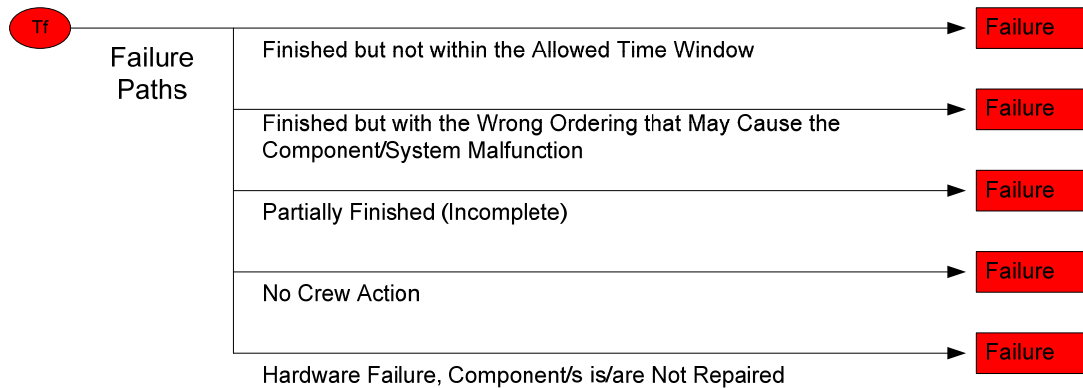 Tf
Failure
Paths
Failure
Finished but not within the Allowed Time Window
Failure
Finished but with the Wrong Ordering that May Cause the
Component/System Malfunction
Failure
Partially Finished (Incomplete)
Failure
No Crew Action
Failure
Hardware Failure, Component/s is/are Not Repaired